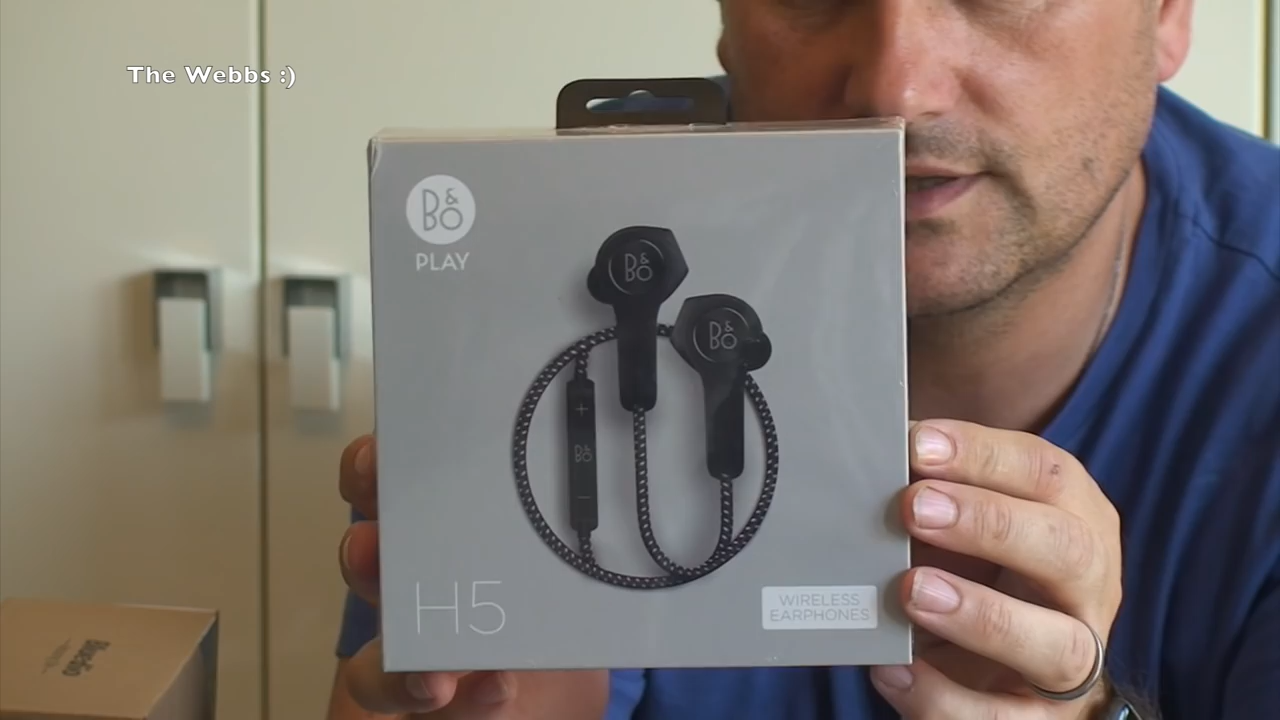 The Webbs :)
B&O
PLAY
B&O
B&O
+
B&O
−
H5
WIRELESS
EARPHONES